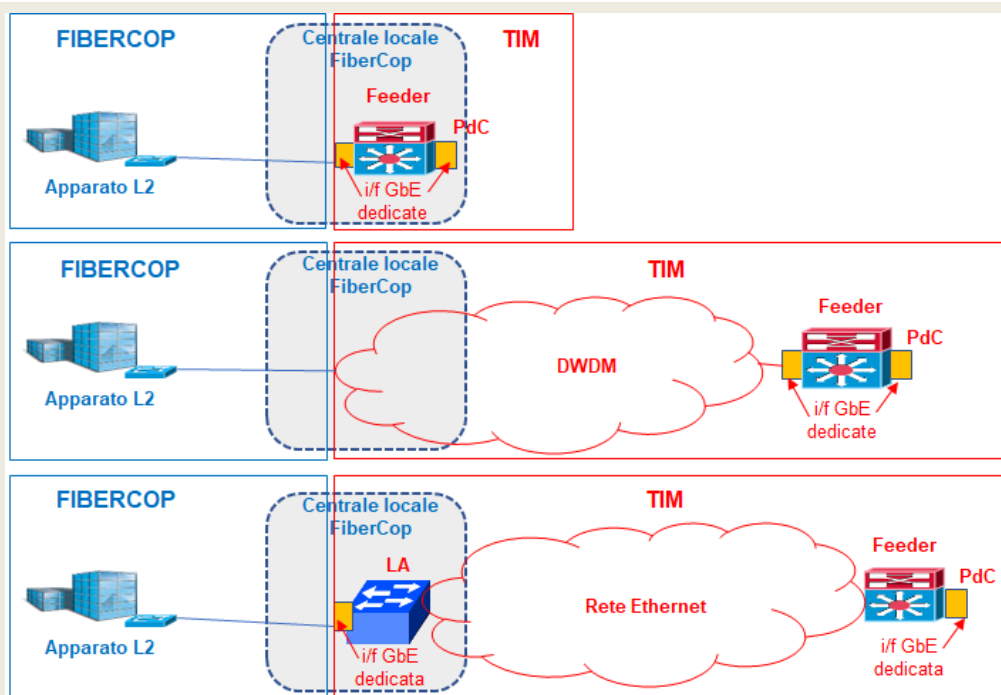 FIBERCOP
Centrale locale
FiberCop
TIM
Feeder
PdC
Apparato L2
i/f GbE
dedicate
FIBERCOP
Centrale locale
FiberCop
TIM
Feeder
PdC
DWDM
Apparato L2
i/f GbE
dedicate
FIBERCOP
Centrale locale
FiberCop
TIM
LA
Feeder
PdC
Rete Ethernet
Apparato L2
i/f GbE
dedicata
i/f GbE
dedicata